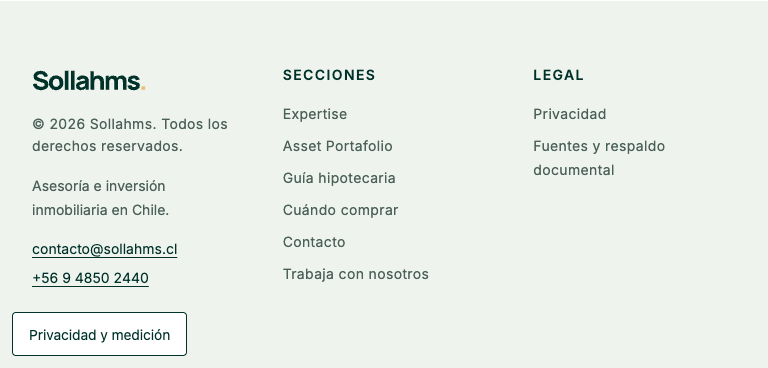 Sollahms.
© 2026 Sollahms. Todos los
derechos reservados.
Asesoría e inversión
inmobiliaria en Chile.
contacto@sollahms.cl
+56 9 4850 2440
Privacidad y medición
SECCIONES
Expertise
Asset Portafolio
Guía hipotecaria
Cuándo comprar
Contacto
Trabaja con nosotros
LEGAL
Privacidad
Fuentes y respaldo
documental